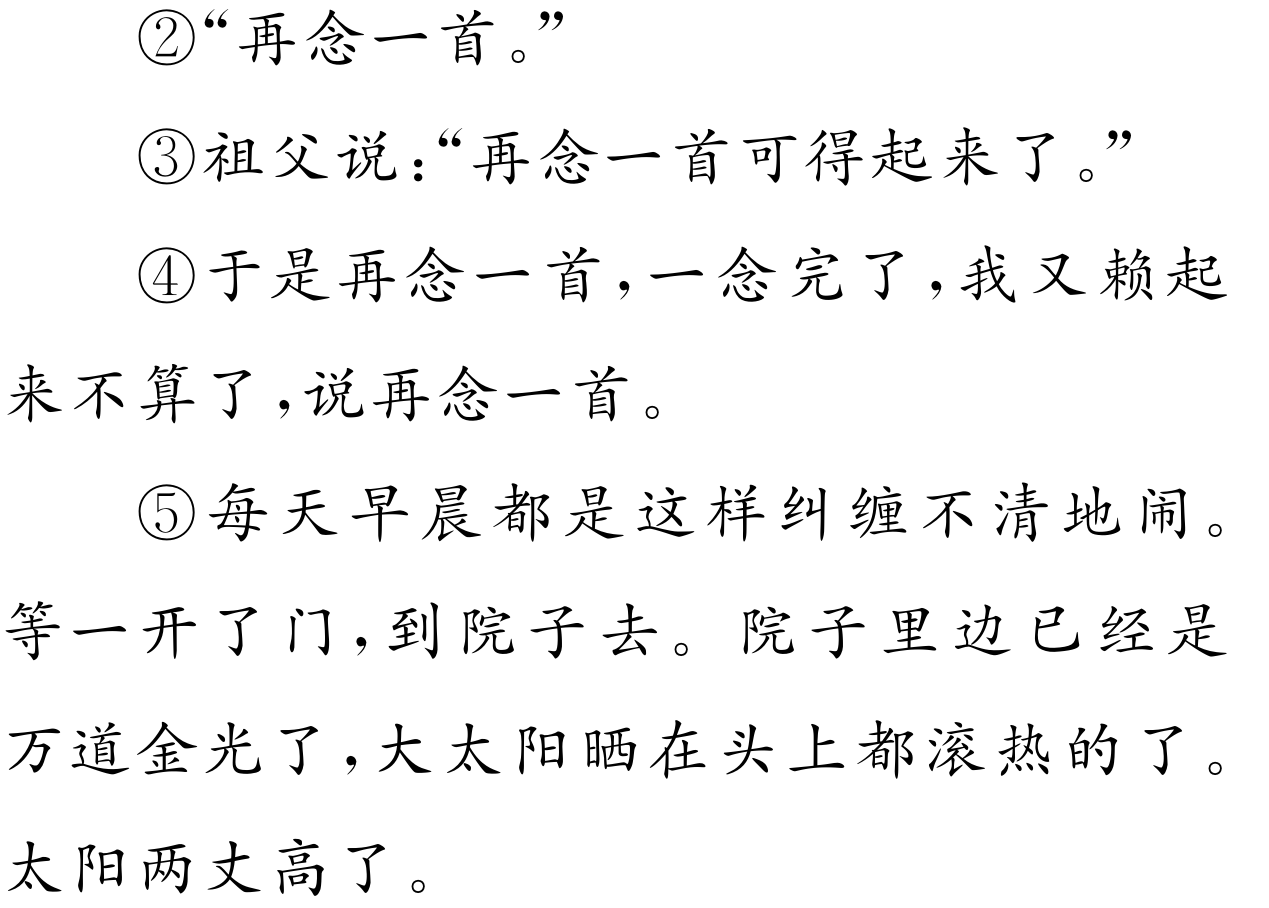 ②“再念一首。”
③祖父说：“再念一首可得起来了。”
④于是再念一首，一念完了，我又赖起
来不算了，说再念一首。
⑤每天早晨都是这样纠缠不清地闹。
等一开了门，到院子去。院子里边已经是
万道金光了，大太阳晒在头上都滚热的了。
太阳两丈高了。